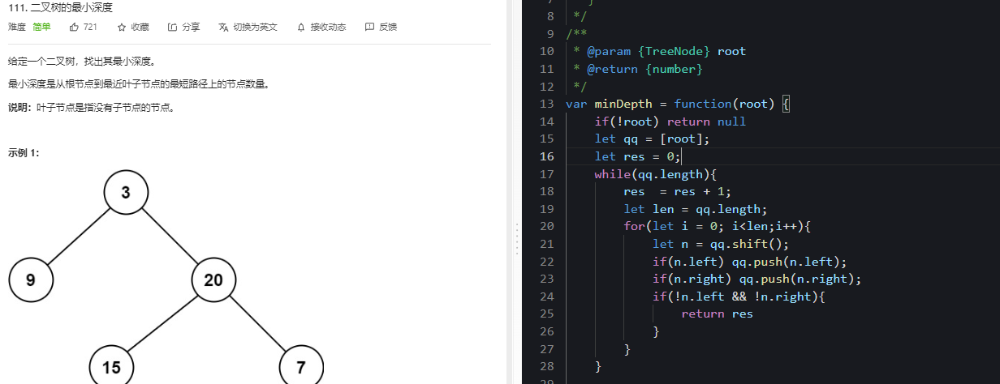 111. 二叉树的最小深度
难度 简单 721 收藏 分享 切换为英文 接收动态 反馈
给定一个二叉树，找出其最小深度。
最小深度是从根节点到最近叶子节点的最短路径上的节点数量。
说明：叶子节点是指没有子节点的节点。
示例 1：
3
9 20
15 7
8 */
9 /**
10 * @param {TreeNode} root
11 * @return {number}
12 */
13 var minDepth = function(root) {
14 if(!root) return null
15 let qq = [root];
16 let res = 0;
17 while(qq.length){
18 res  = res + 1;
19 let len = qq.length;
20 for(let i = 0; i<len;i++){
21 let n = qq.shift();
22 if(n.left) qq.push(n.left);
23 if(n.right) qq.push(n.right);
24 if(!n.left && !n.right){
25 return res
26 }
27 }
28 }